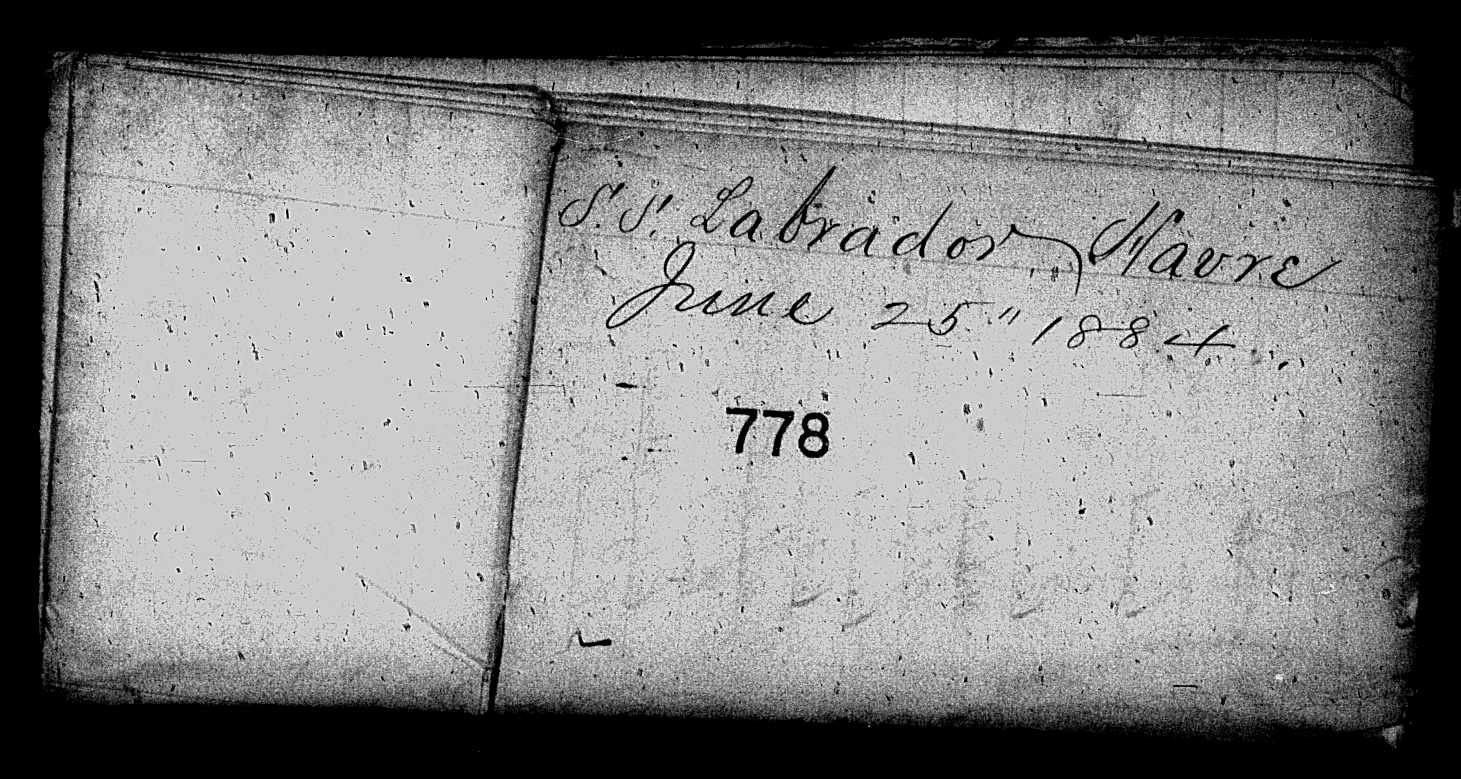 S.S. Labrador, Havre
June 25" 1884.
778